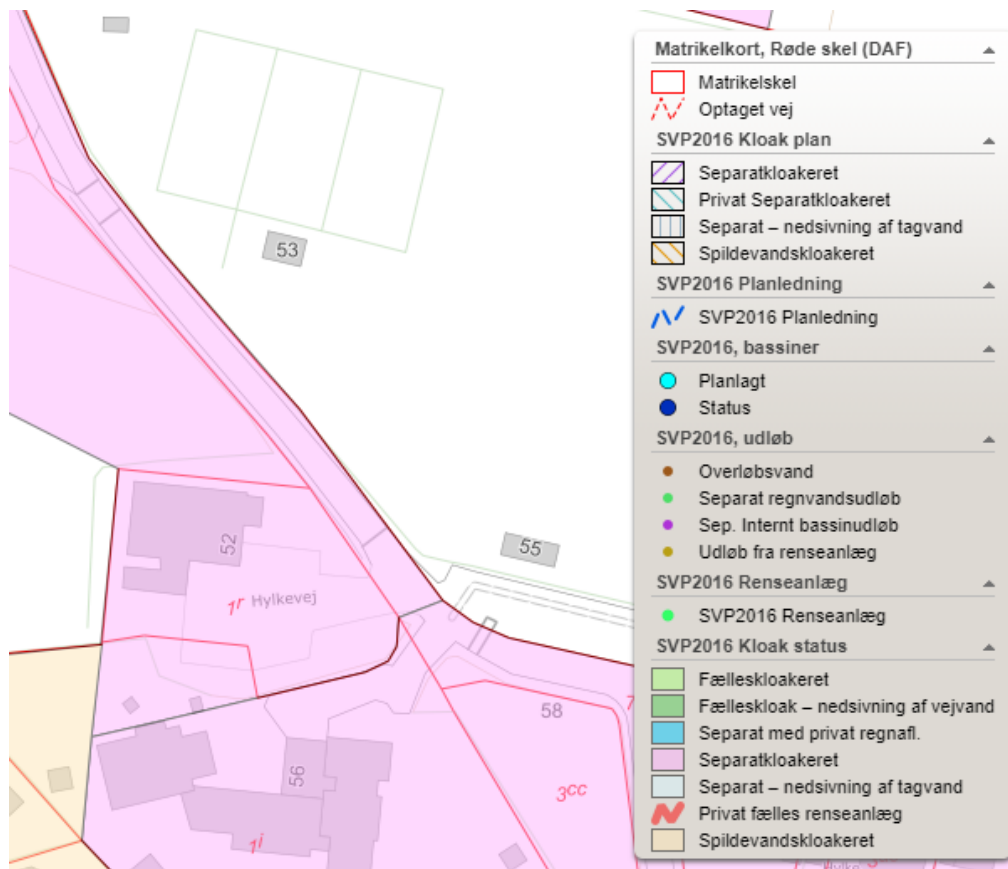 53
55
52
1r Hylkevej
58
56
3cc
1i
Matrikelkort, Røde skel (DAF)
Matrikelskel
Optaget vej
SVP2016 Kloak plan
Separatkloakeret
Privat Separatkloakeret
Separat – nedsivning af tagvand
Spildevandskloakeret
SVP2016 Planledning
SVP2016 Planledning
SVP2016, bassiner
Planlagt
Status
SVP2016, udløb
Overløbsvand
Separat regnvandsudløb
Sep. Internt bassinudløb
Udløb fra renseanlæg
SVP2016 Renseanlæg
SVP2016 Renseanlæg
SVP2016 Kloak status
Fælleskloakeret
Fælleskloak – nedsivning af vejvand
Separat med privat regnafl.
Separatkloakeret
Separat – nedsivning af tagvand
Privat fælles renseanlæg
Spildevandskloakeret